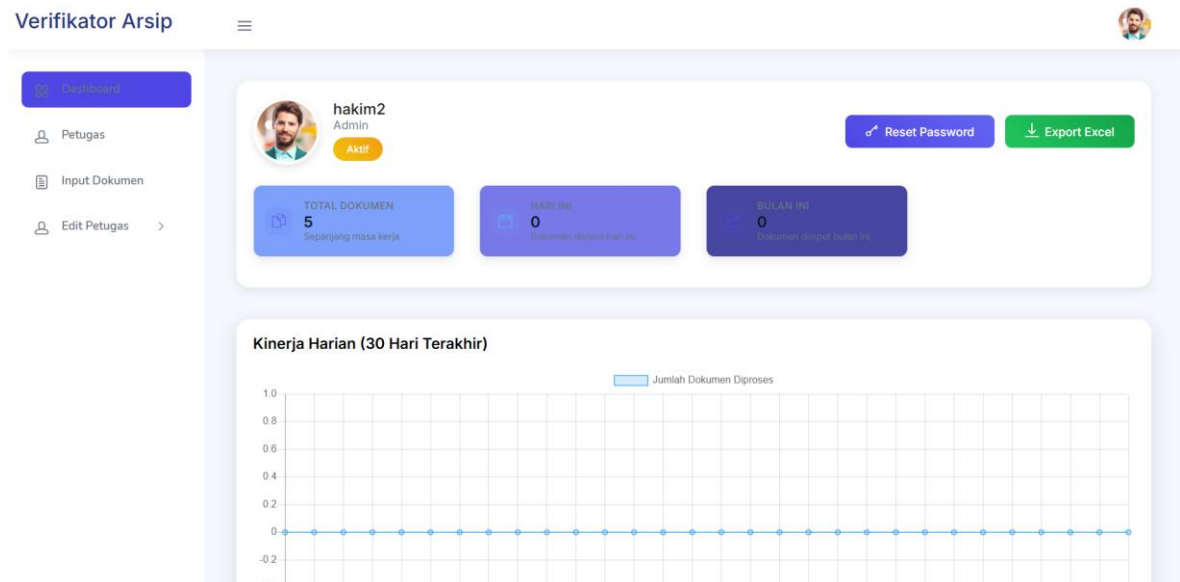 Verifikator Arsip
Dashboard
Petugas
Input Dokumen
Edit Petugas
hakim2
Admin
Aktif
Reset Password
Export Excel
TOTAL DOKUMEN
5
Sepanjang masa kerja
HARI INI
0
Dokumen diinput hari ini
BULAN INI
0
Dokumen diinput bulan ini
Kinerja Harian (30 Hari Terakhir)
Jumlah Dokumen Diproses
1.0
0.8
0.6
0.4
0.2
0
-0.2